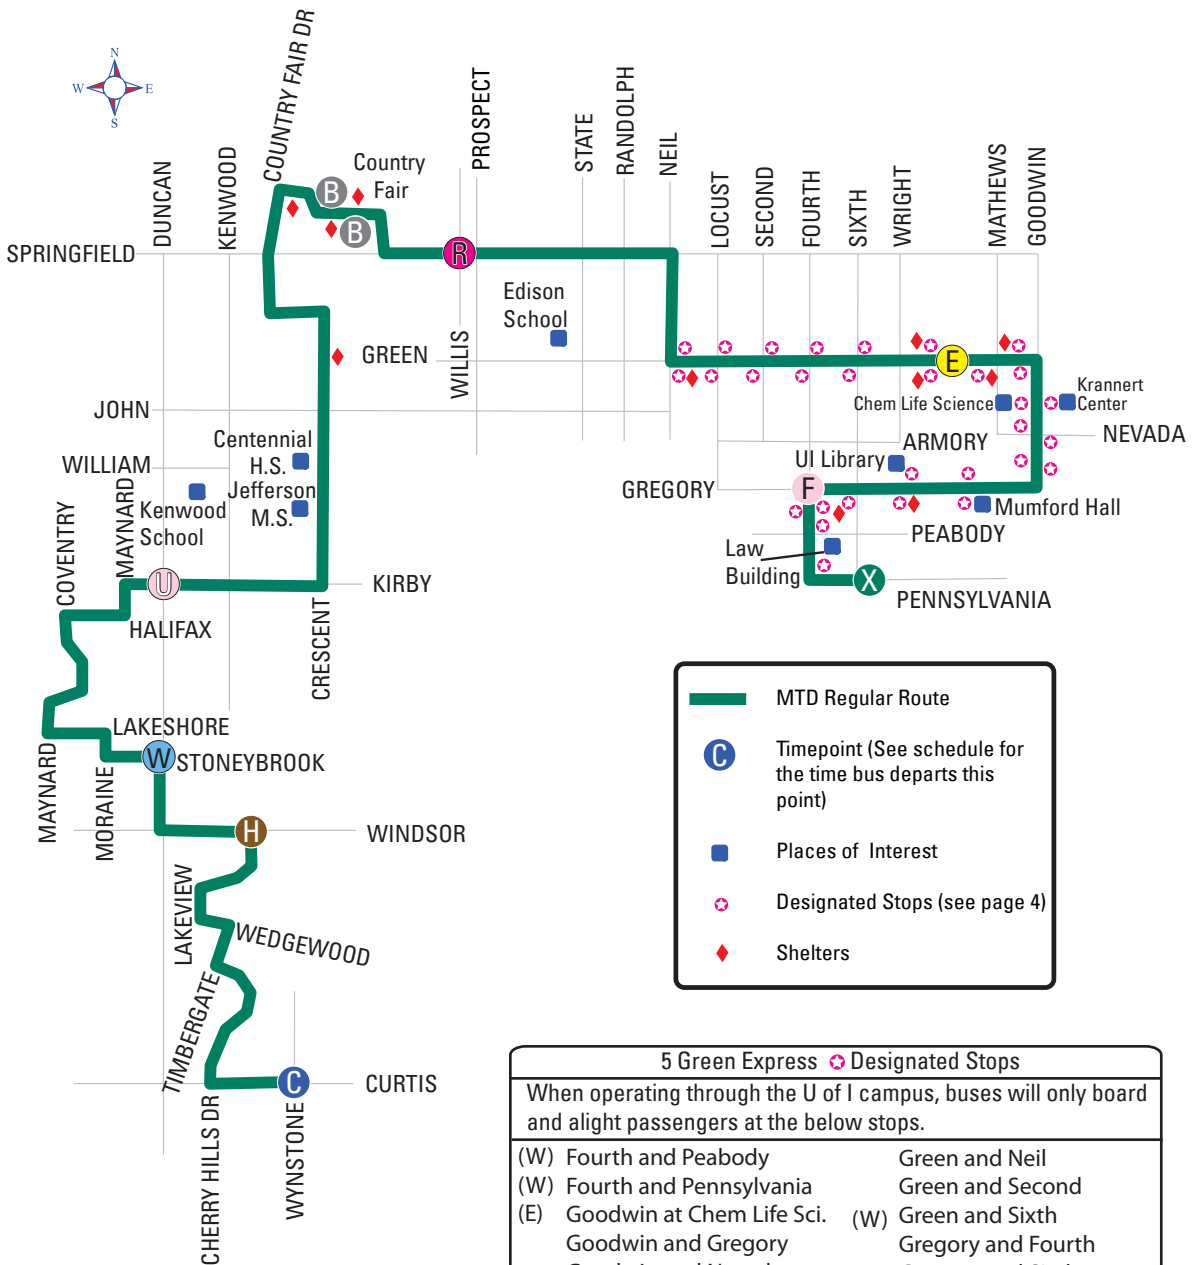 N
W E
S
COUNTRY FAIR DR
PROSPECT
STATE
RANDOLPH
NEIL
DUNCAN
KENWOOD
Country
Fair
LOCUST
SECOND
FOURTH
SIXTH
WRIGHT
MATHEWS
GOODWIN
B
B
SPRINGFIELD
R
Edison
School
WILLIS
GREEN
E
JOHN
Chem Life Science
Krannert
Center
NEVADA
Centennial
H.S.
ARMORY
WILLIAM
UI Library
Jefferson
M.S.
GREGORY
F
Mumford Hall
MAYNARD
Kenwood
School
COVENTRY
PEABODY
Law
Building
U
KIRBY
X
PENNSYLVANIA
HALIFAX
CRESCENT
LAKESHORE
W
STONEYBROOK
MAYNARD
MORAINE
H
WINDSOR
LAKEVIEW
WEDGEWOOD
TIMBERGATE
C
CURTIS
CHERRY HILLS DR
WYNSTONE
MTD Regular Route
C
Timepoint (See schedule for
the time bus departs this
point)
Places of Interest
Designated Stops (see page 4)
Shelters
5 Green Express Designated Stops
When operating through the U of I campus, buses will only board
and alight passengers at the below stops.
(W) Fourth and Peabody
(W) Fourth and Pennsylvania
(E) Goodwin at Chem Life Sci.
Goodwin and Gregory
Green and Neil
Green and Second
(W) Green and Sixth
Gregory and Fourth